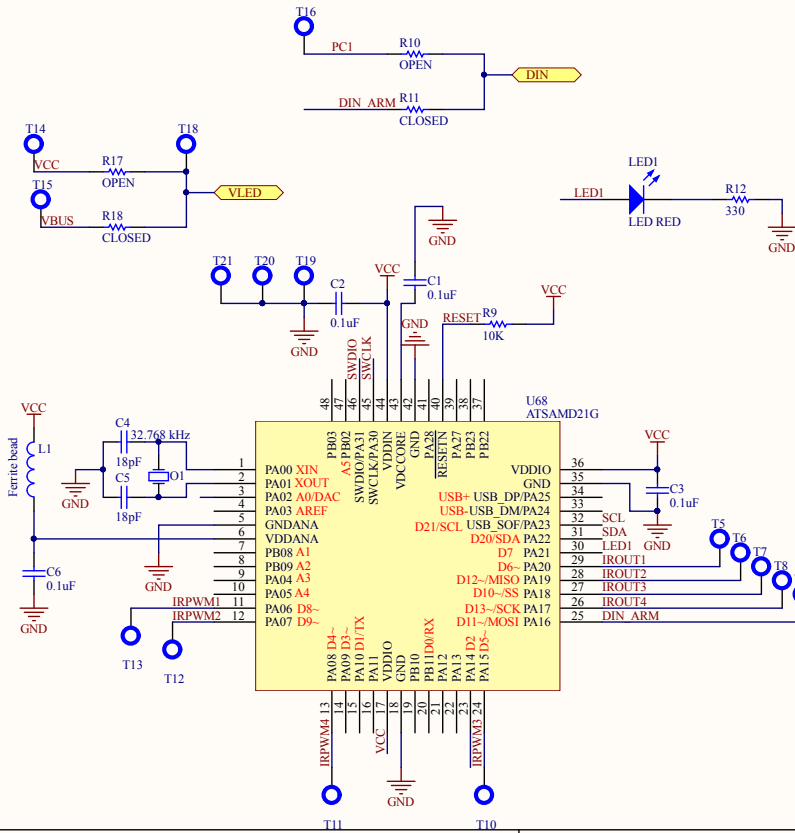 T16
PC1 R10
OPEN
DIN
DIN_ARM R11
CLOSED
T14 T18
VCC R17
OPEN
T15 VLED
VBUS R18
CLOSED
LED1
LED1 R12
LED RED 330
GND
GND
T21 T20 T19
C2
0.1uF
GND
VCC
C1
0.1uF
GND
RESET R9
10K
VCC
SWDIO
SWCLK
48 47 46 45 44 43 42 41 40 39 38 37
U68
ATSAMD21G
PB03
A5 PB02
SWDIO/PA31
SWCLK/PA30
VDDIN
VDCCORE
GND
PA28
RESETN
PA27
PB23
PB22
VCC
L1
Ferrite bead
C6
0.1uF
GND
C4
32.768 kHz
18pF
O1
C5
18pF
GND
1 PA00 XIN
2 PA01 XOUT
3 PA02 A0/DAC
4 PA03 AREF
5 GNDANA
6 VDDANA
7 PB08 A1
8 PB09 A2
9 PA04 A3
10 PA05 A4
IRPWM1 11 PA06 D8~
IRPWM2 12 PA07 D9~
GND
T13
T12
VDDIO 36
GND 35
USB+ USB_DP/PA25 34
USB- USB_DM/PA24 33
D21/SCL USB_SOF/PA23 32 SCL
D20/SDA PA22 31 SDA
D7 PA21 30 LED1
D6~ PA20 29 IROUT1
D12~/MISO PA19 28 IROUT2
D10~/SS PA18 27 IROUT3
D13~/SCK PA17 26 IROUT4
D11~/MOSI PA16 25 DIN_ARM
VCC
C3
0.1uF
GND
T5
T6
T7
T8
PA08 D4~
PA09 D3~
PA10 D1/TX
PA11
VDDIO
GND
PB10
PB11 D0/RX
PA12
PA13
PA14 D2
PA15 D5~
13 14 15 16 17 18 19 20 21 22 23 24
IRPWM4
VCC
IRPWM3
GND
T11 T10